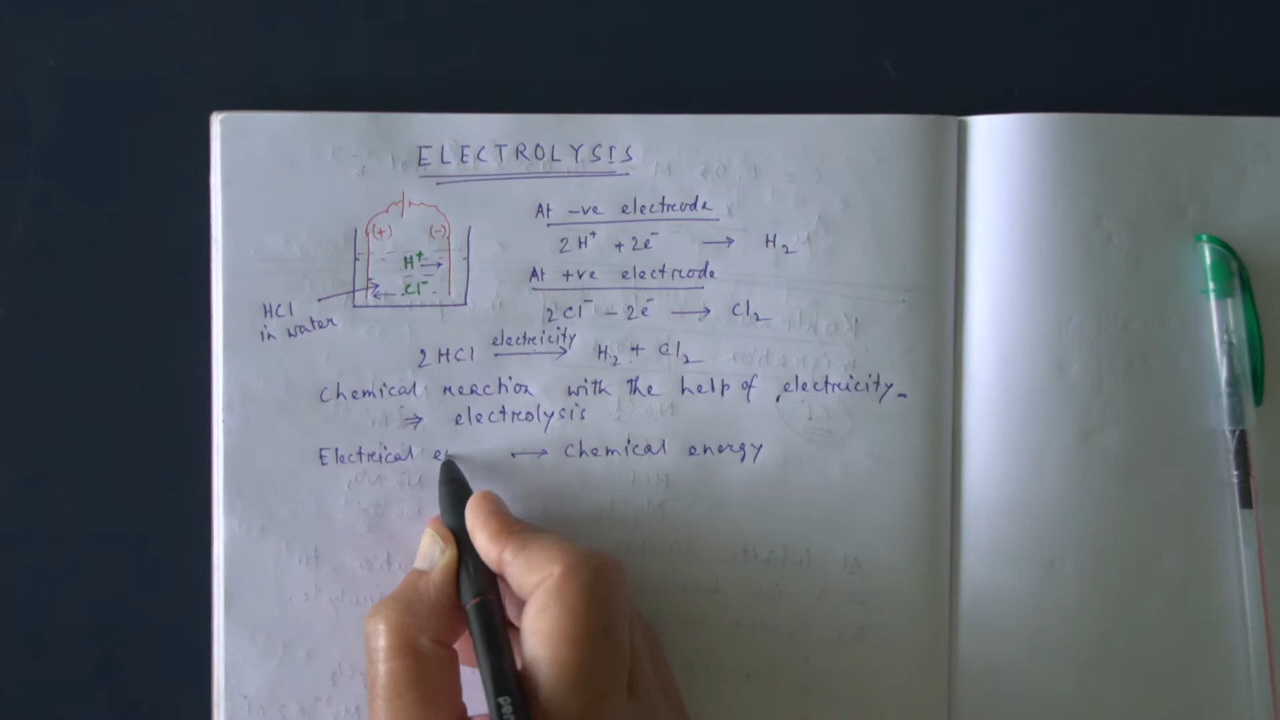 ELECTROLYSIS
(+) (-)
H⁺ →
← Cl⁻
HCl
in water
At -ve electrode
2H⁺ + 2e⁻ → H₂
At +ve electrode
2Cl⁻ - 2e⁻ → Cl₂
2HCl electricity → H₂ + Cl₂
Chemical reaction with the help of electricity.
⇒ electrolysis
Electrical → Chemical energy